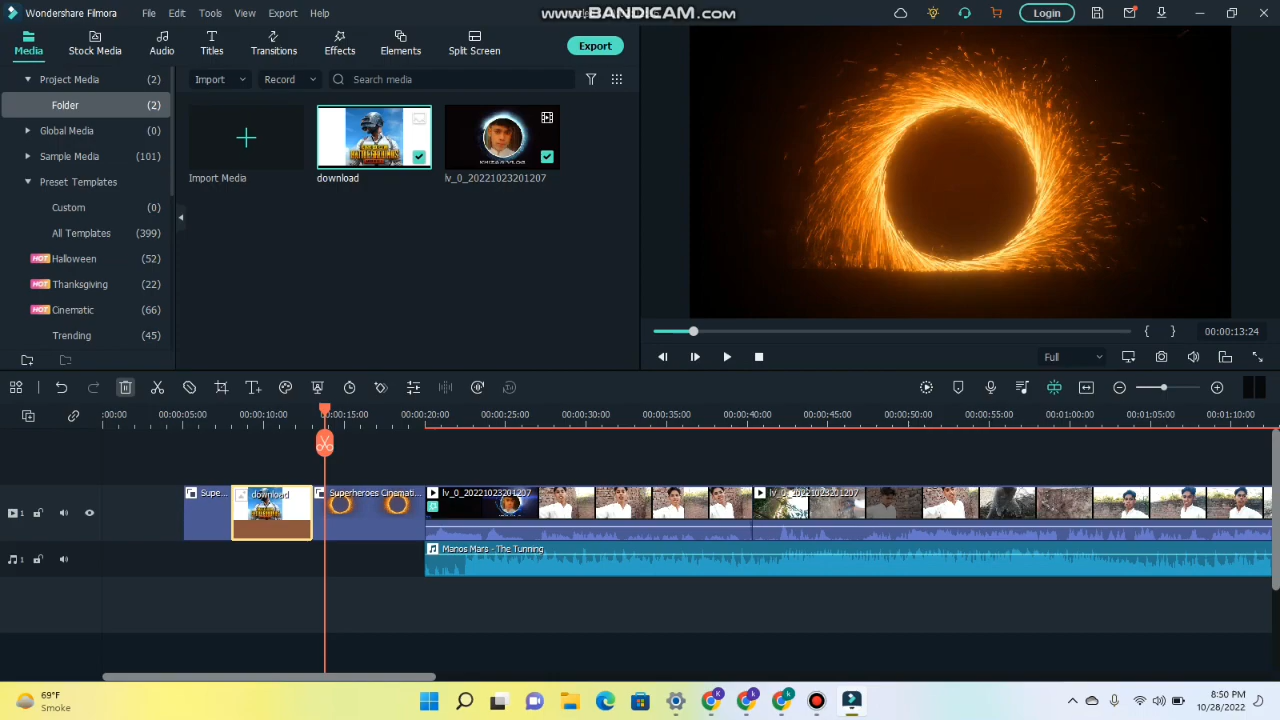 Wondershare Filmora
File
Edit
Tools
View
Export
Help
WWW.BANDICAM.COM
Login
Media
Stock Media
Audio
Titles
Transitions
Effects
Elements
Split Screen
Export
Project Media (2)
Folder (2)
Global Media (0)
Sample Media (101)
Preset Templates
Custom (0)
All Templates (399)
HOT Halloween (52)
HOT Thanksgiving (22)
HOT Cinematic (66)
Trending (45)
Import
Record
Search media
Import Media
download
KHIZAR VLOG
lv_0_20221023201207
00:00:13:24
Full
:00:00
00:00:05:00
00:00:10:00
00:00:15:00
00:00:20:00
00:00:25:00
00:00:30:00
00:00:35:00
00:00:40:00
00:00:45:00
00:00:50:00
00:00:55:00
00:01:00:00
00:01:05:00
00:01:10:00
1
Supe...
download
Superheroes Cinemati...
lv_0_20221023201207
lv_0_20221023201207
1
Manos Mars - The Tunning
69°F
Smoke
K
k
k
8:50 PM
10/28/2022